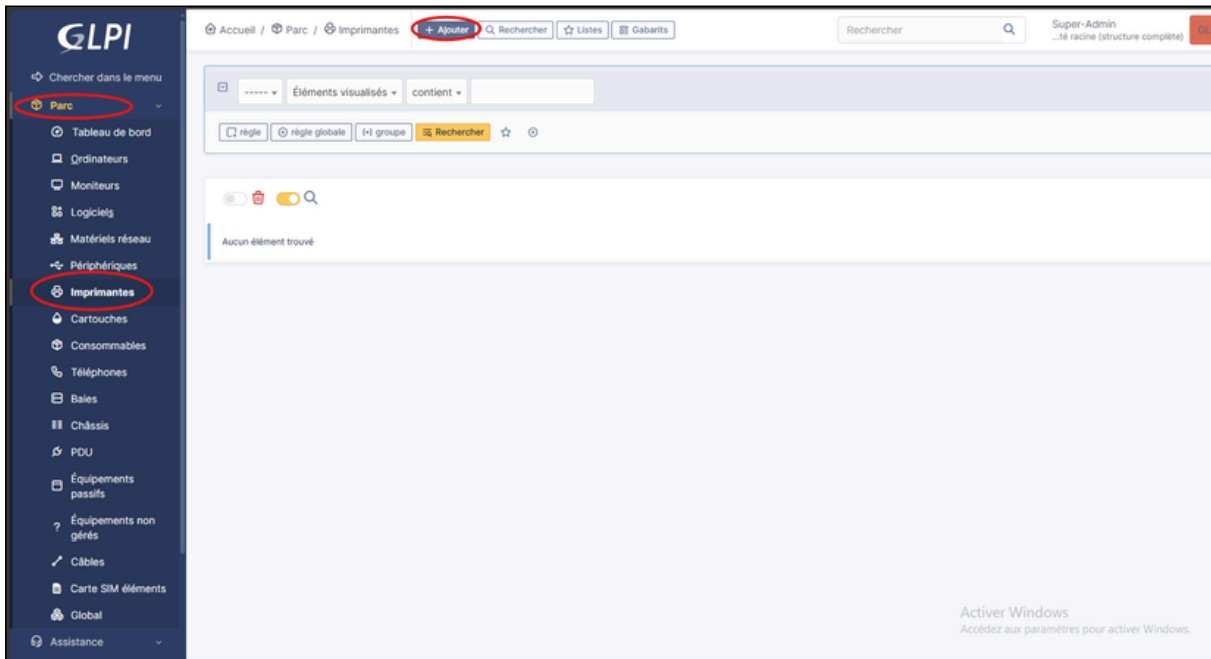 GLPI
Chercher dans le menu
Parc
Tableau de bord
Ordinateurs
Moniteurs
Logiciels
Matériels réseau
Périphériques
Imprimantes
Cartouches
Consommables
Téléphones
Baies
Châssis
PDU
Équipements
passifs
Équipements non
gérés
Câbles
Carte SIM éléments
Global
Assistance
Accueil / Parc / Imprimantes + Ajouter Rechercher Listes Gabarits Rechercher Super-Admin
...té racine (structure complète)
GL
----- Éléments visualisés contient
règle règle globale groupe Rechercher
Aucun élément trouvé
Activer Windows
Accédez aux paramètres pour activer Windows.